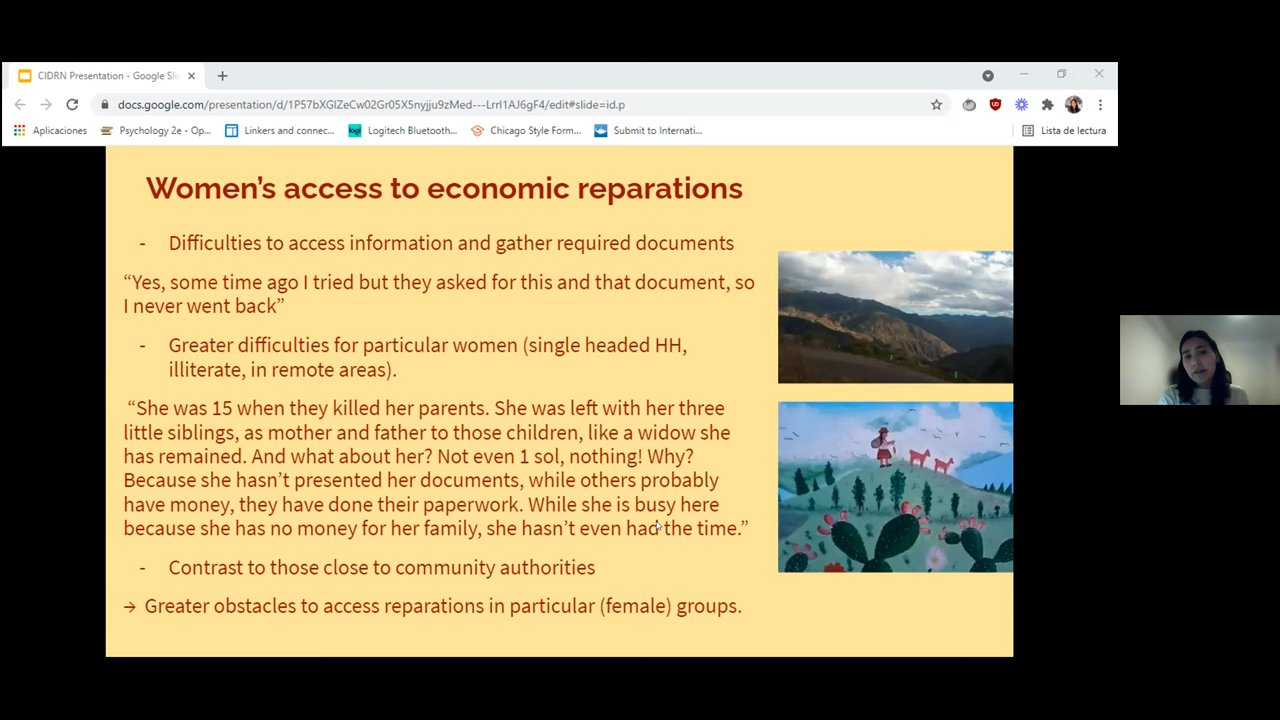 CIDRN Presentation - Google Sli
docs.google.com/presentation/d/
Aplicaciones
Psychology 2e - Op...
Linkers and connec...
Logitech Bluetooth...
Chicago Style Form...
Submit to Internati...
Lista de lectura
Women's access to economic reparations
- Difficulties to access information and gather required documents
“Yes, some time ago I tried but they asked for this and that document, so
I never went back”
- Greater difficulties for particular women (single headed HH,
illiterate, in remote areas).
“She was 15 when they killed her parents. She was left with her three
little siblings, as mother and father to those children, like a widow she
has remained. And what about her? Not even 1 sol, nothing! Why?
Because she hasn’t presented her documents, while others probably
have money, they have done their paperwork. While she is busy here
because she has no money for her family, she hasn’t even had the time.”
- Contrast to those close to community authorities
→ Greater obstacles to access reparations in particular (female) groups.